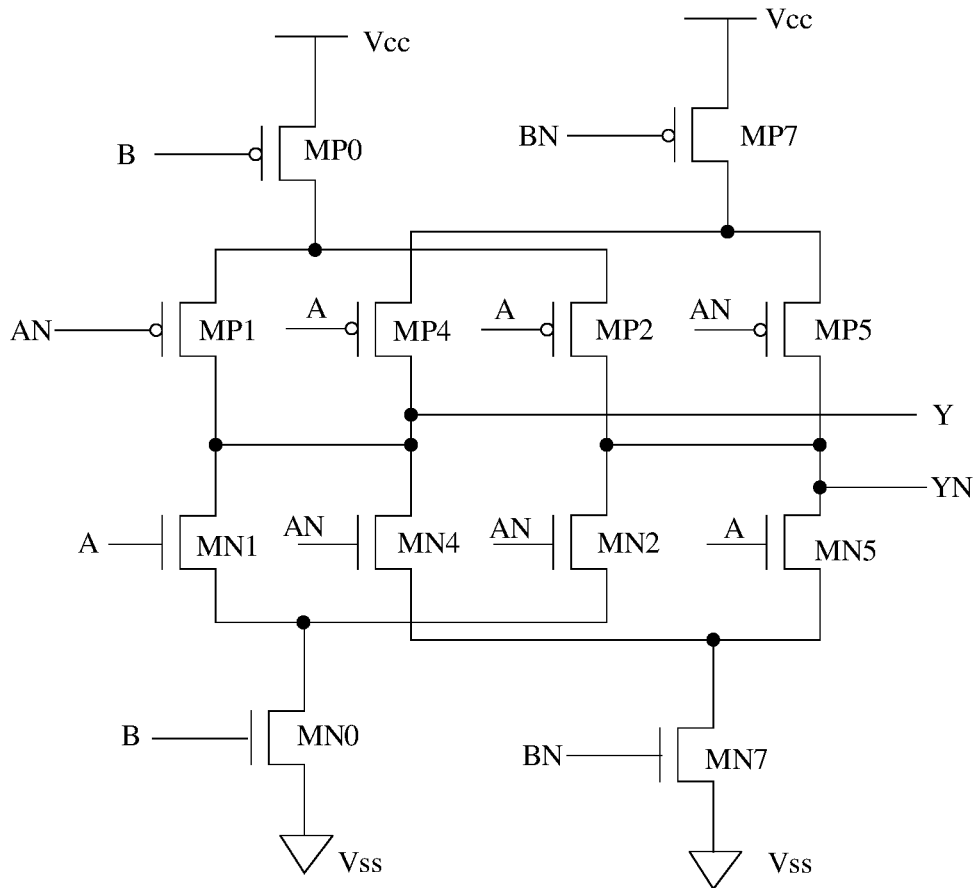 Vcc
Vcc
B
MP0
BN
MP7
AN
MP1
A
MP4
A
MP2
AN
MP5
Y
YN
A
MN1
AN
MN4
AN
MN2
A
MN5
B
MN0
BN
MN7
Vss
Vss